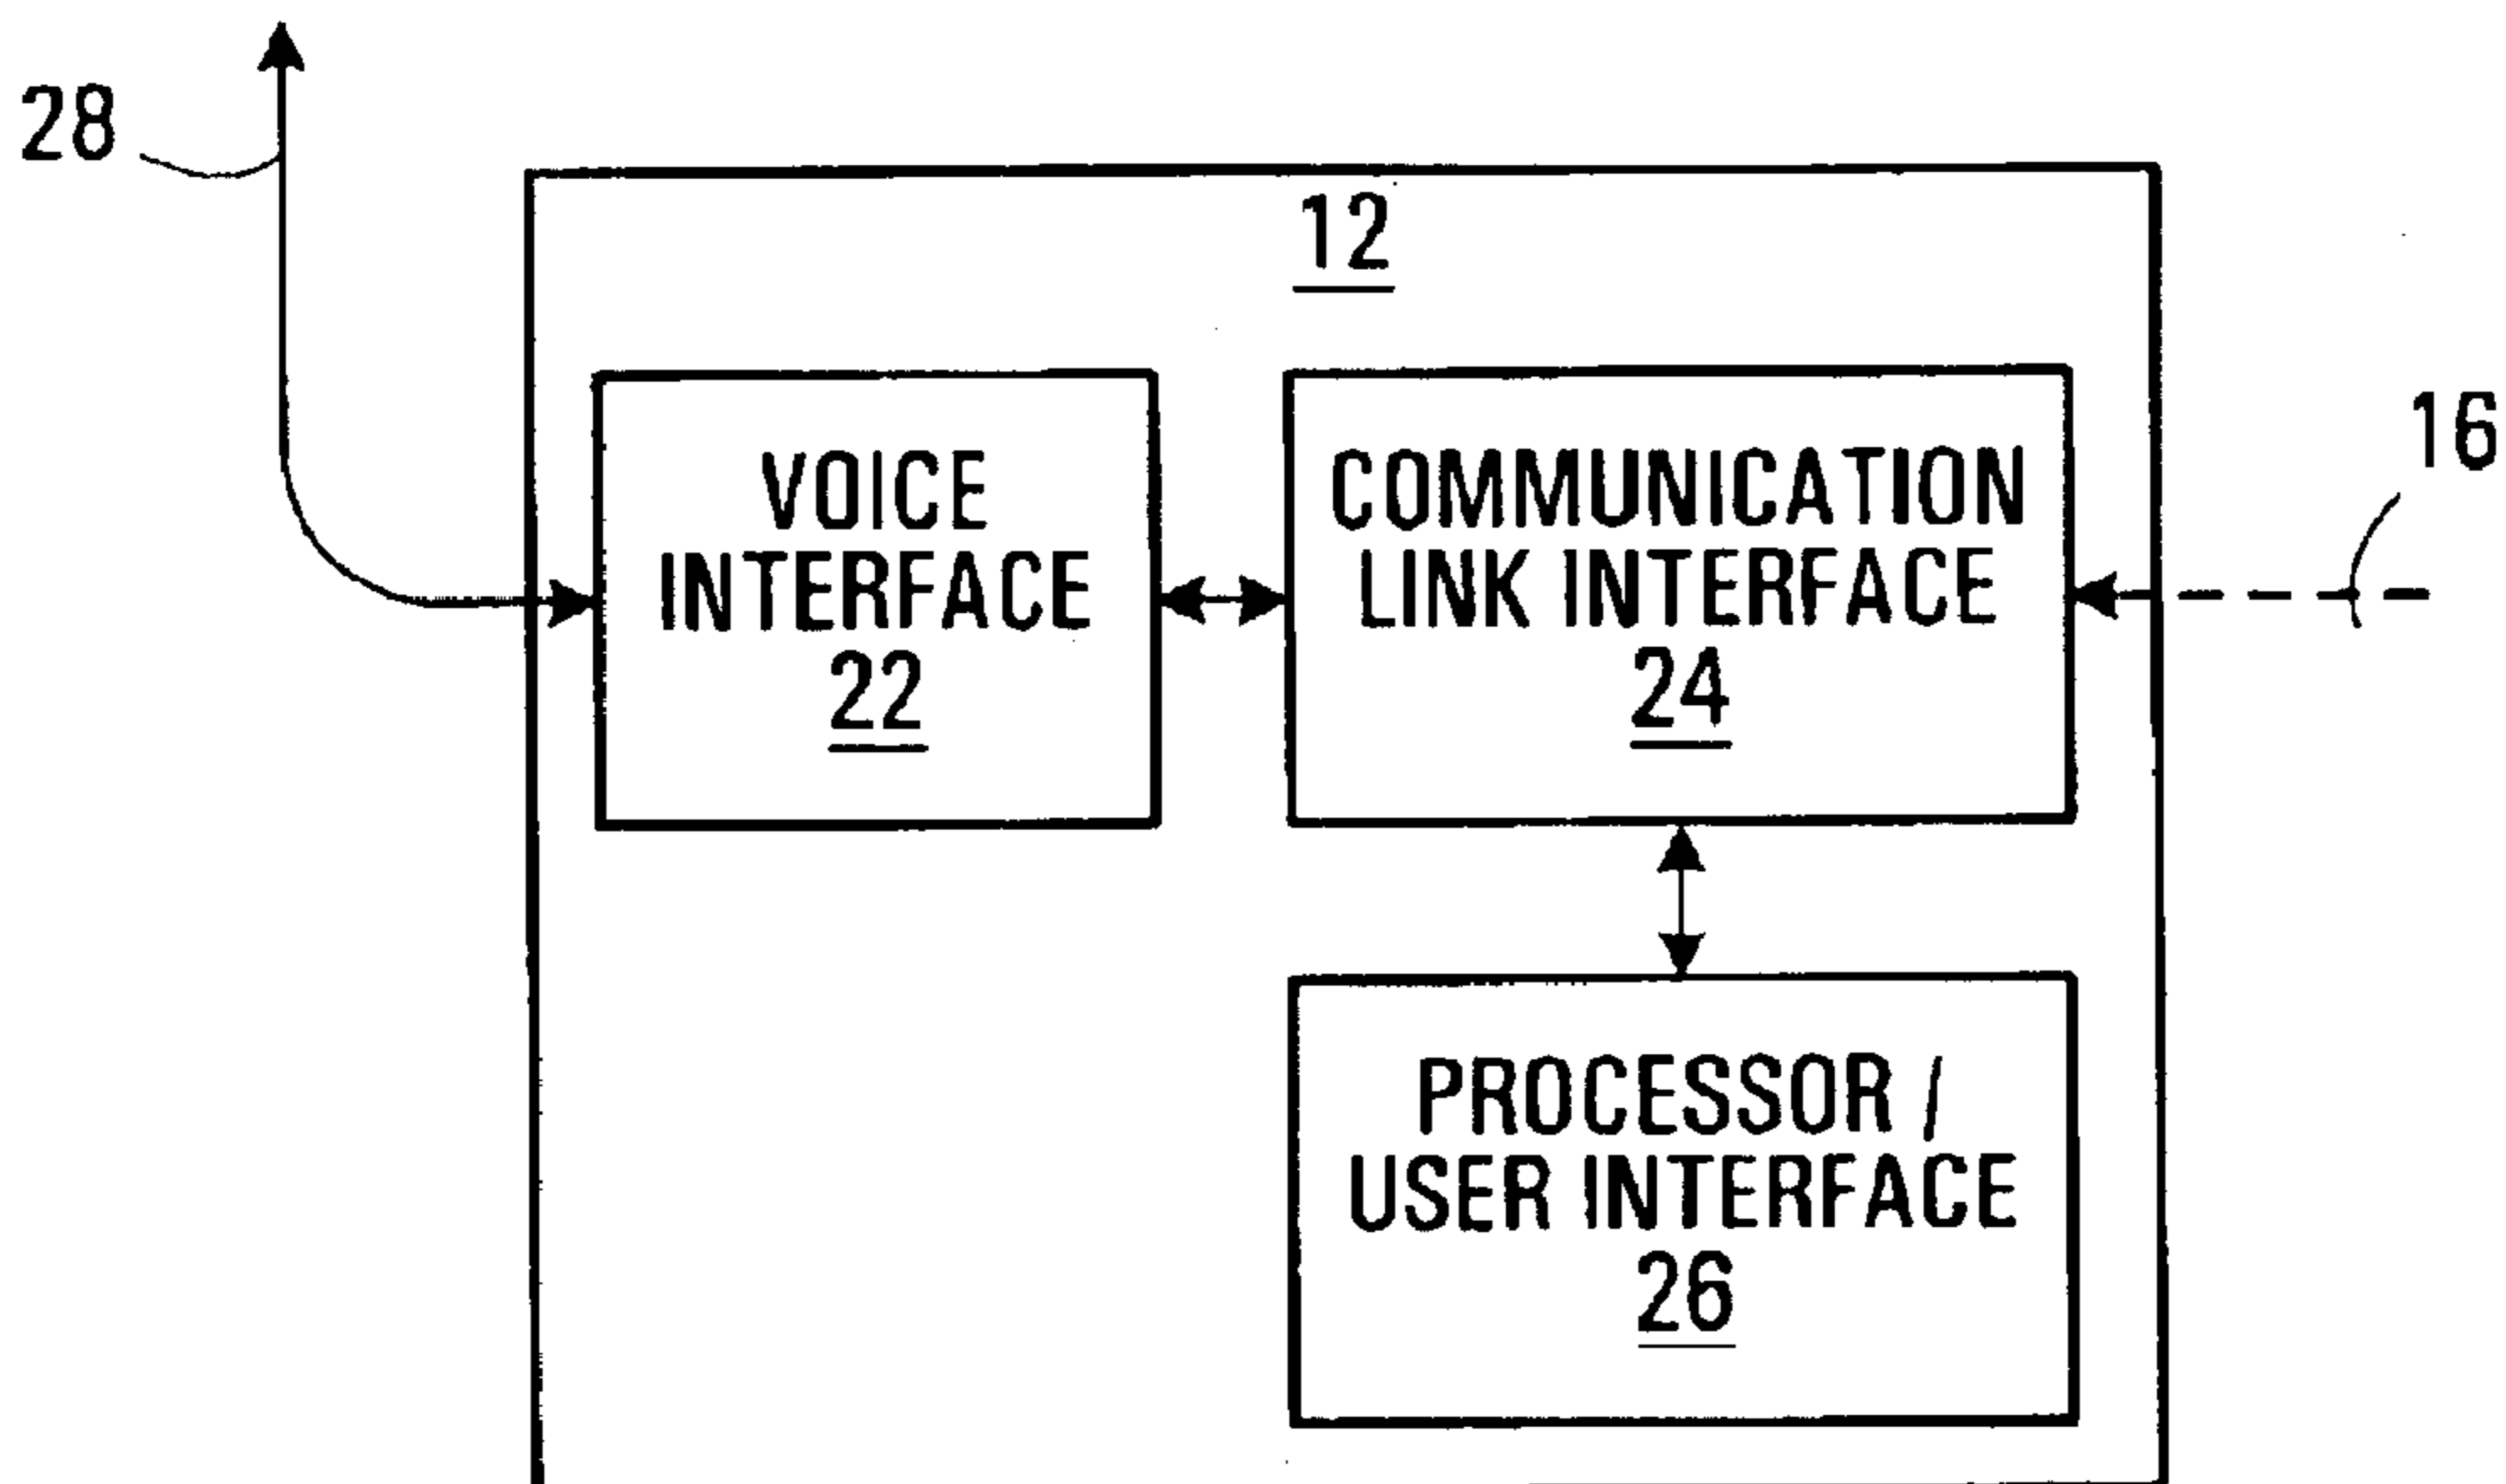 28
12
16
VOICE
INTERFACE
22
COMMUNICATION
LINK INTERFACE
24
PROCESSOR /
USER INTERFACE
26